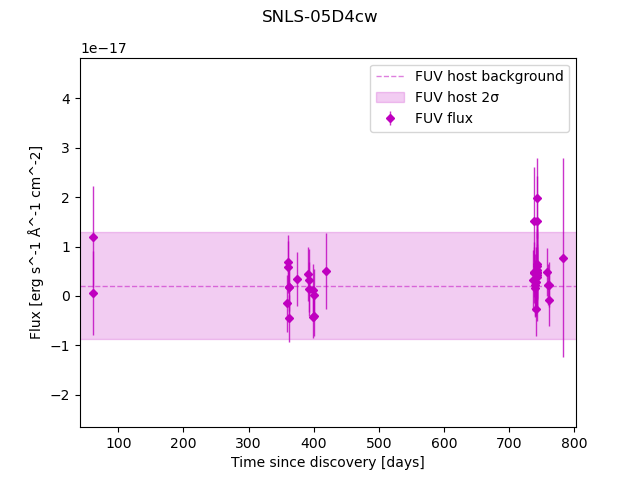 SNLS-05D4cw
1e−17
FUV host background
FUV host 2σ
FUV flux
4
3
2
1
0
−1
−2
Flux [erg s^-1 Å^-1 cm^-2]
100 200 300 400 500 600 700 800
Time since discovery [days]